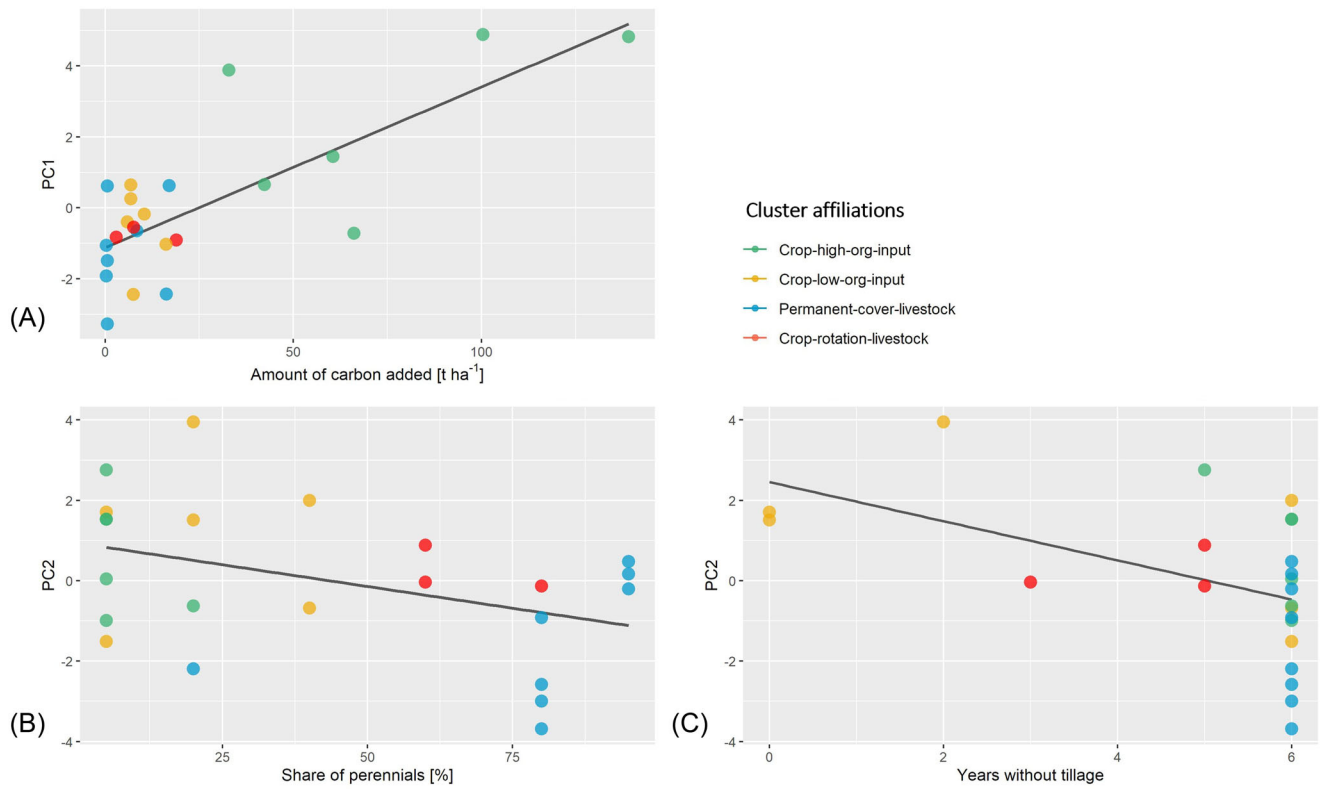 4
2
0
-2
PC1
0
50
100
Amount of carbon added [t ha⁻¹]
(A)
Cluster affiliations
Crop-high-org-input
Crop-low-org-input
Permanent-cover-livestock
Crop-rotation-livestock
4
2
0
-2
-4
PC2
25
50
75
Share of perennials [%]
(B)
4
2
0
-2
-4
PC2
0
2
4
6
Years without tillage
(C)